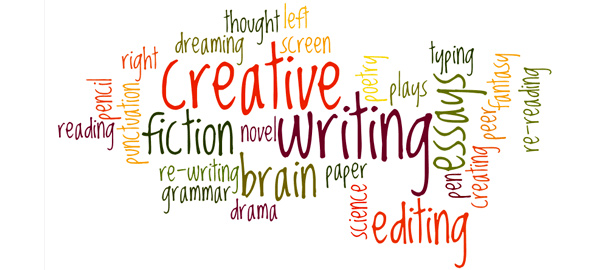 thought left
dreaming screen
right
creative
poetry
plays
typing
fantasy
re-reading
pencil
punctuation
reading
fiction
novel
writing
essays
peer
creating
pen
re-writing
brain
paper
grammar
drama
science
editing